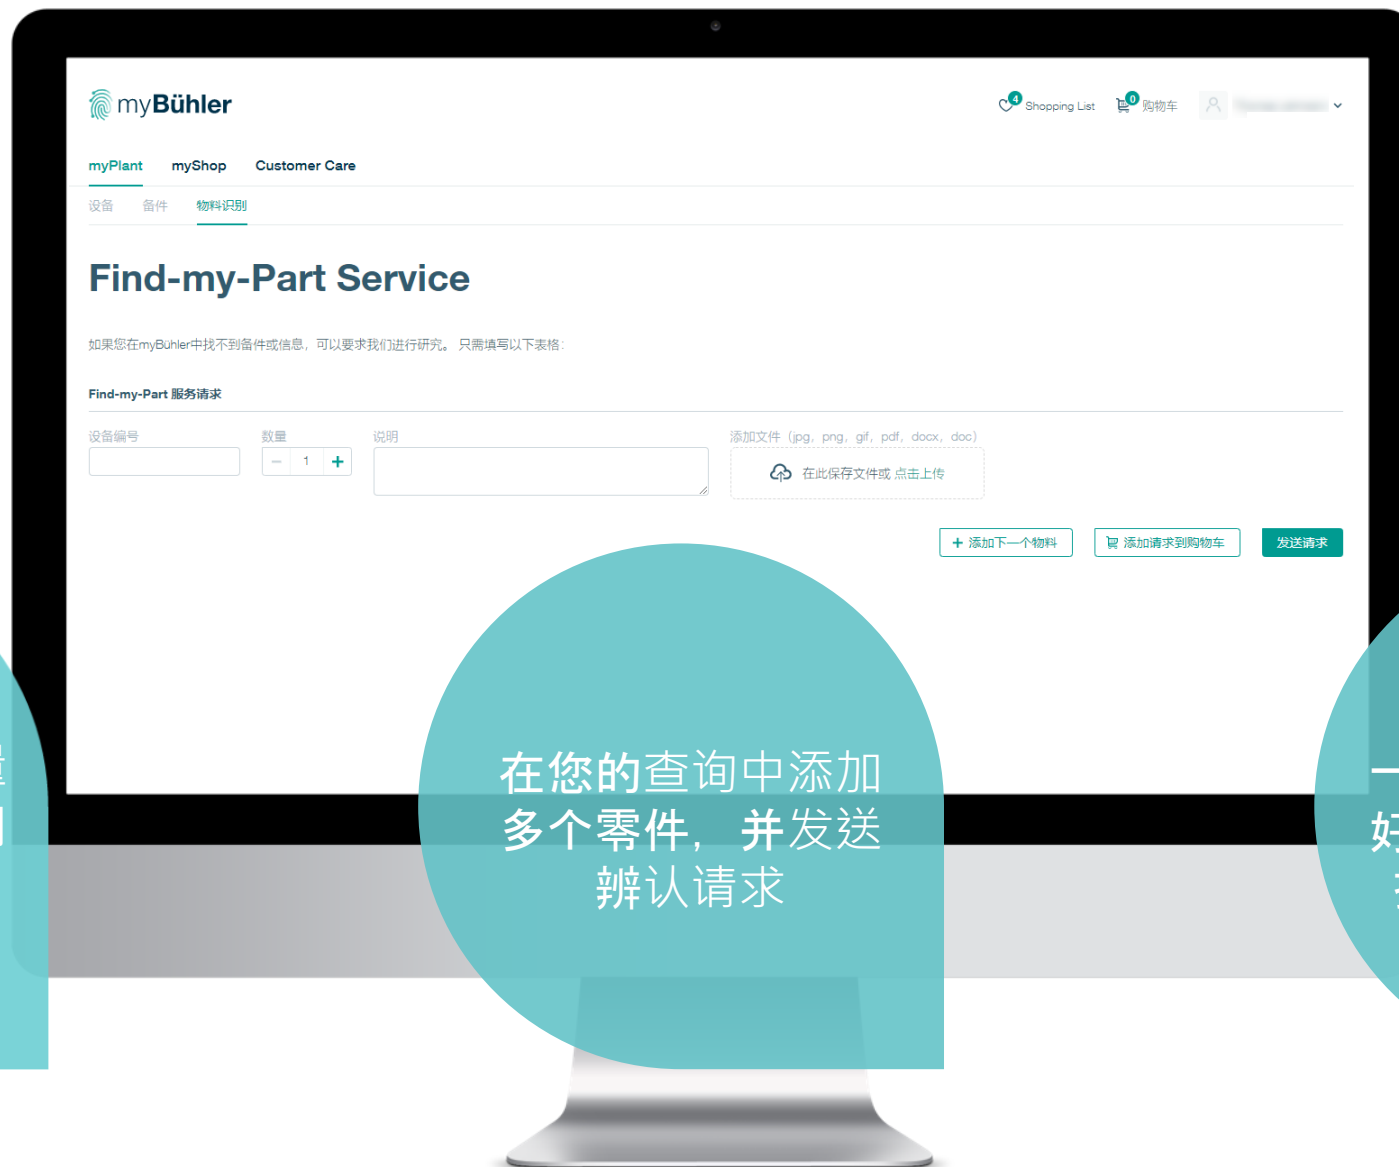 myBühler
4 Shopping List
0 购物车
myPlant myShop Customer Care
设备 备件 物料识别
Find-my-Part Service
如果您在myBühler中找不到备件或信息，可以要求我们进行研究。 只需填写以下表格：
Find-my-Part 服务请求
设备编号 数量 说明 添加文件（jpg，png，gif，pdf，docx，doc）
− 1 +
在此保存文件或 点击上传
+ 添加下一个物料 添加请求到购物车 发送请求
在您的查询中添加
多个零件，并发送
辨认请求
一
好